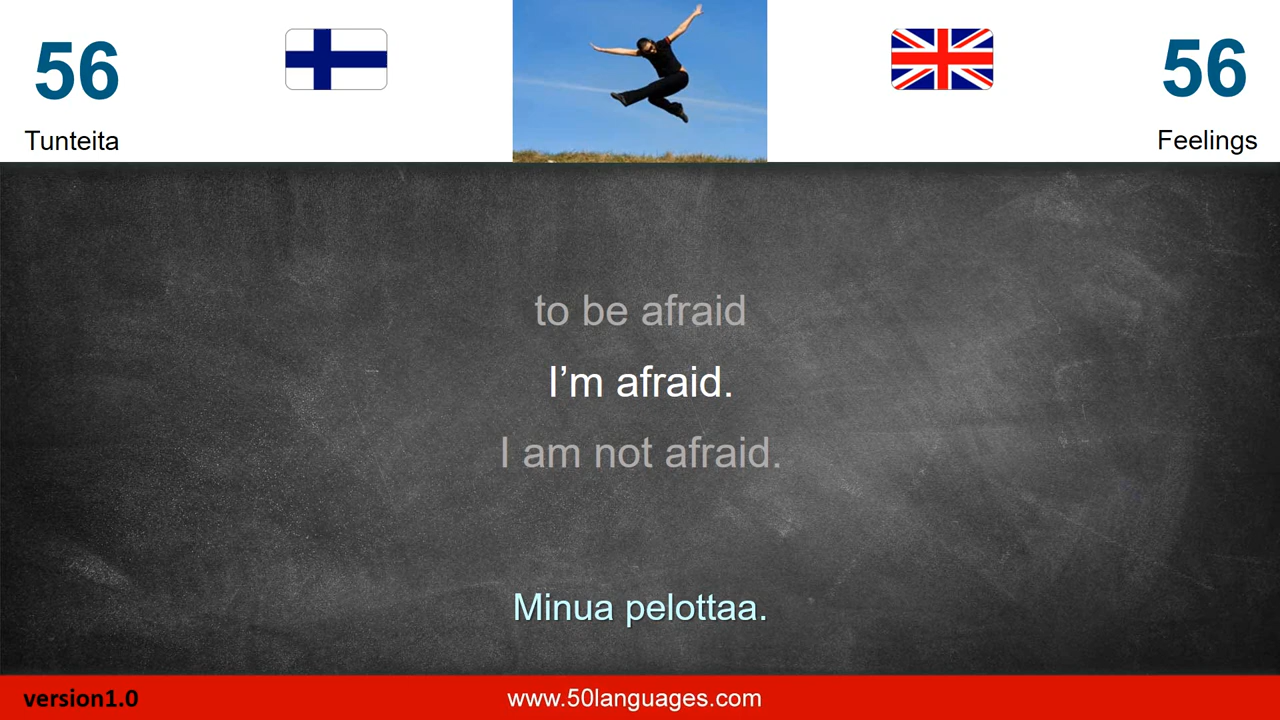 56
Tunteita
56
Feelings
to be afraid
I’m afraid.
I am not afraid.
Minua pelottaa.
version1.0
www.50languages.com